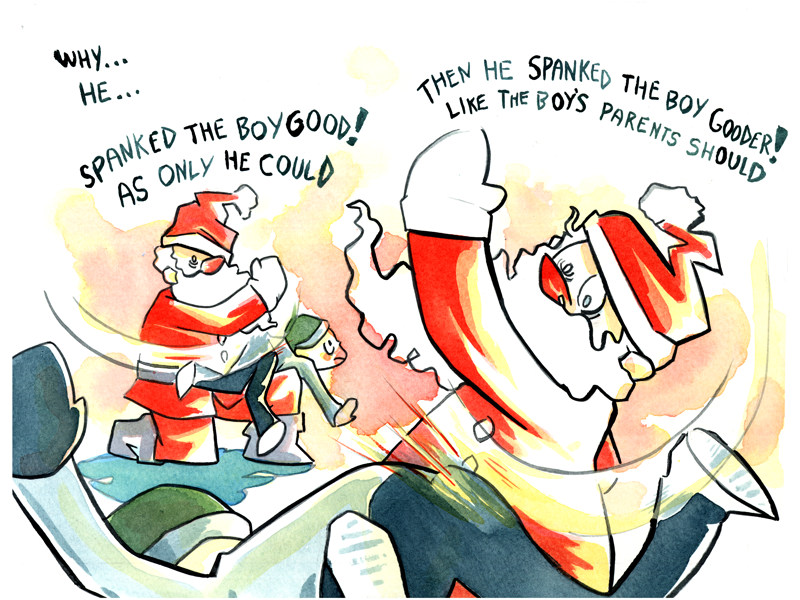 WHY...
HE...
SPANKED THE BOY GOOD!
AS ONLY HE COULD
THEN HE SPANKED THE BOY GOODER!
LIKE THE BOY'S PARENTS SHOULD